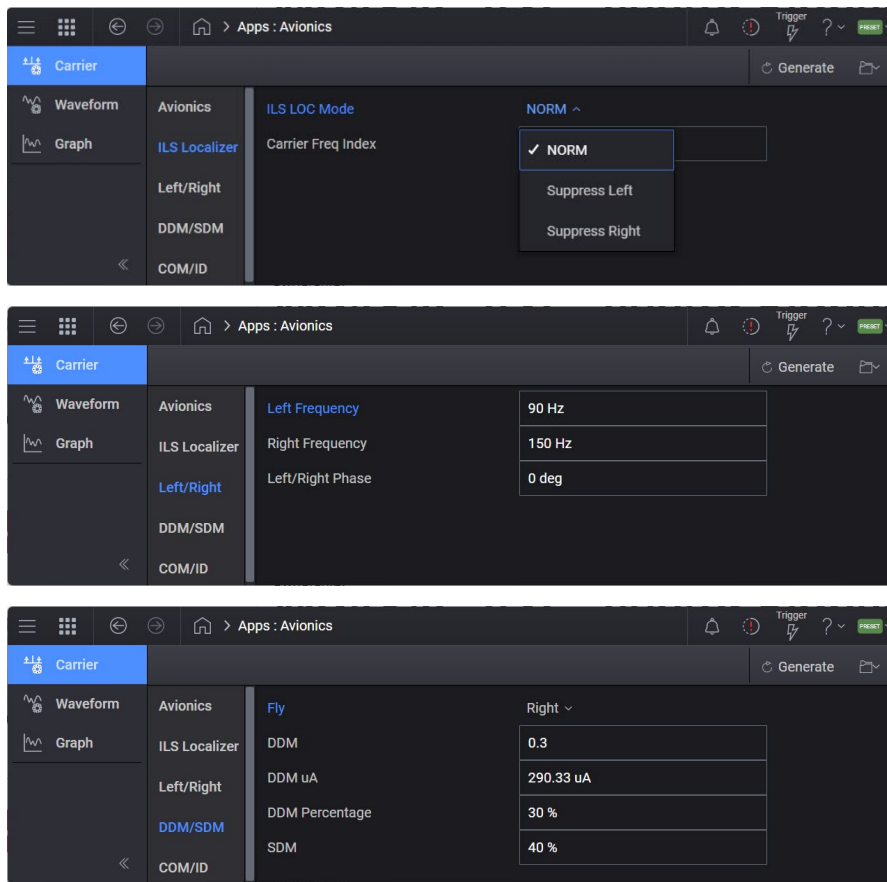 Apps : Avionics
Trigger
?
PRESET
Carrier
Generate
Waveform
Graph
Avionics
ILS Localizer
Left/Right
DDM/SDM
COM/ID
ILS LOC Mode
NORM
Carrier Freq Index
✓ NORM
Suppress Left
Suppress Right
Apps : Avionics
Trigger
?
PRESET
Carrier
Generate
Waveform
Graph
Avionics
ILS Localizer
Left/Right
DDM/SDM
COM/ID
Left Frequency
90 Hz
Right Frequency
150 Hz
Left/Right Phase
0 deg
Apps : Avionics
Trigger
?
PRESET
Carrier
Generate
Waveform
Graph
Avionics
ILS Localizer
Left/Right
DDM/SDM
COM/ID
Fly
Right
DDM
0.3
DDM uA
290.33 uA
DDM Percentage
30 %
SDM
40 %